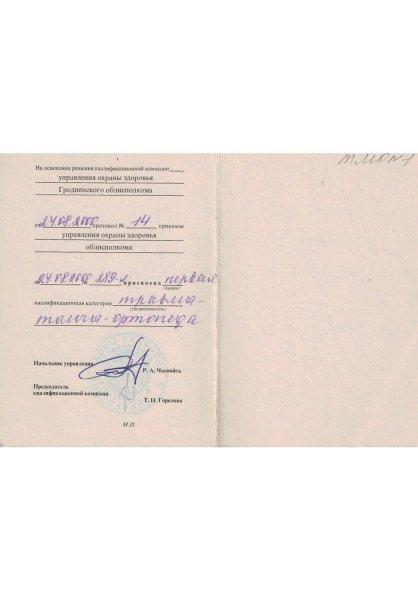 На основании решения квалификационной комиссии
управления охраны здоровья
Гродненского облисполкома
24.08.2000 протокол № 14 приказом
управления охраны здоровья
облисполкома
24.08.2000 289-л присвоена первая
(какая)
квалификационная категория травма-
(специальность)
толога-ортопеда
Начальник управления
Р. А. Часнойть
Председатель
квалификационной комиссии
Т. Н. Горелова
М.П.